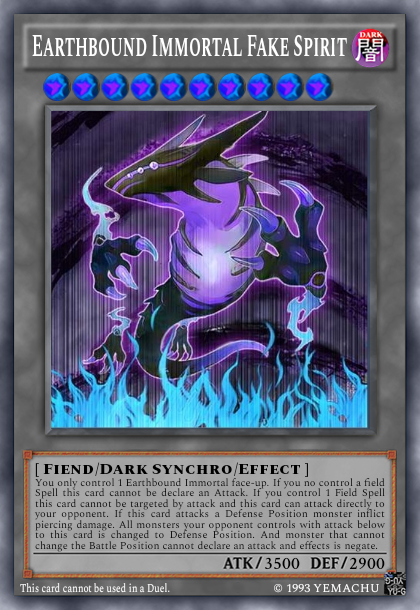 EARTHBOUND IMMORTAL FAKE SPIRIT
DARK
闇
[ FIEND/DARK SYNCHRO/EFFECT ]
You only control 1 Earthbound Immortal face-up. If you no control a field
Spell this card cannot be declare an Attack. If you control 1 Field Spell
this card cannot be targeted by attack and this card can attack directly to
your opponent. If this card attacks a Defense Position monster inflict
piercing damage. All monsters your opponent controls with attack below
to this card is changed to Defense Position. And monster that cannot
change the Battle Position cannot declare an attack and effects is negate.
ATK/3500 DEF/2900
This card cannot be used in a Duel.
© 1993 YEMACHU